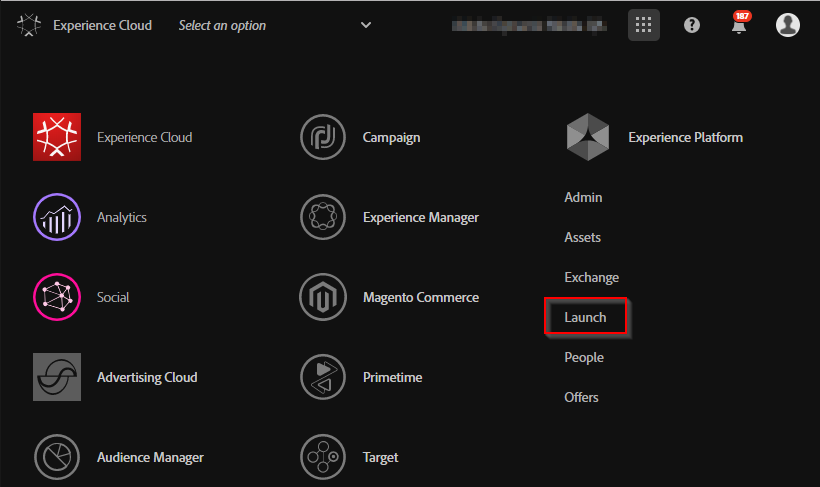 Experience Cloud Select an option 187
Experience Cloud
Campaign
Experience Platform
Admin
Analytics
Experience Manager
Assets
Exchange
Social
Magento Commerce
Launch
People
Advertising Cloud
Primetime
Offers
Audience Manager
Target